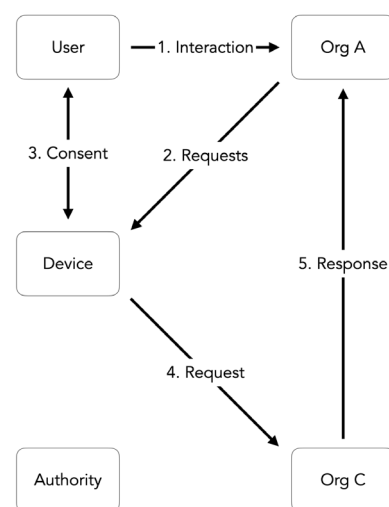 User
1. Interaction
Org A
3. Consent
2. Requests
Device
5. Response
4. Request
Authority
Org C